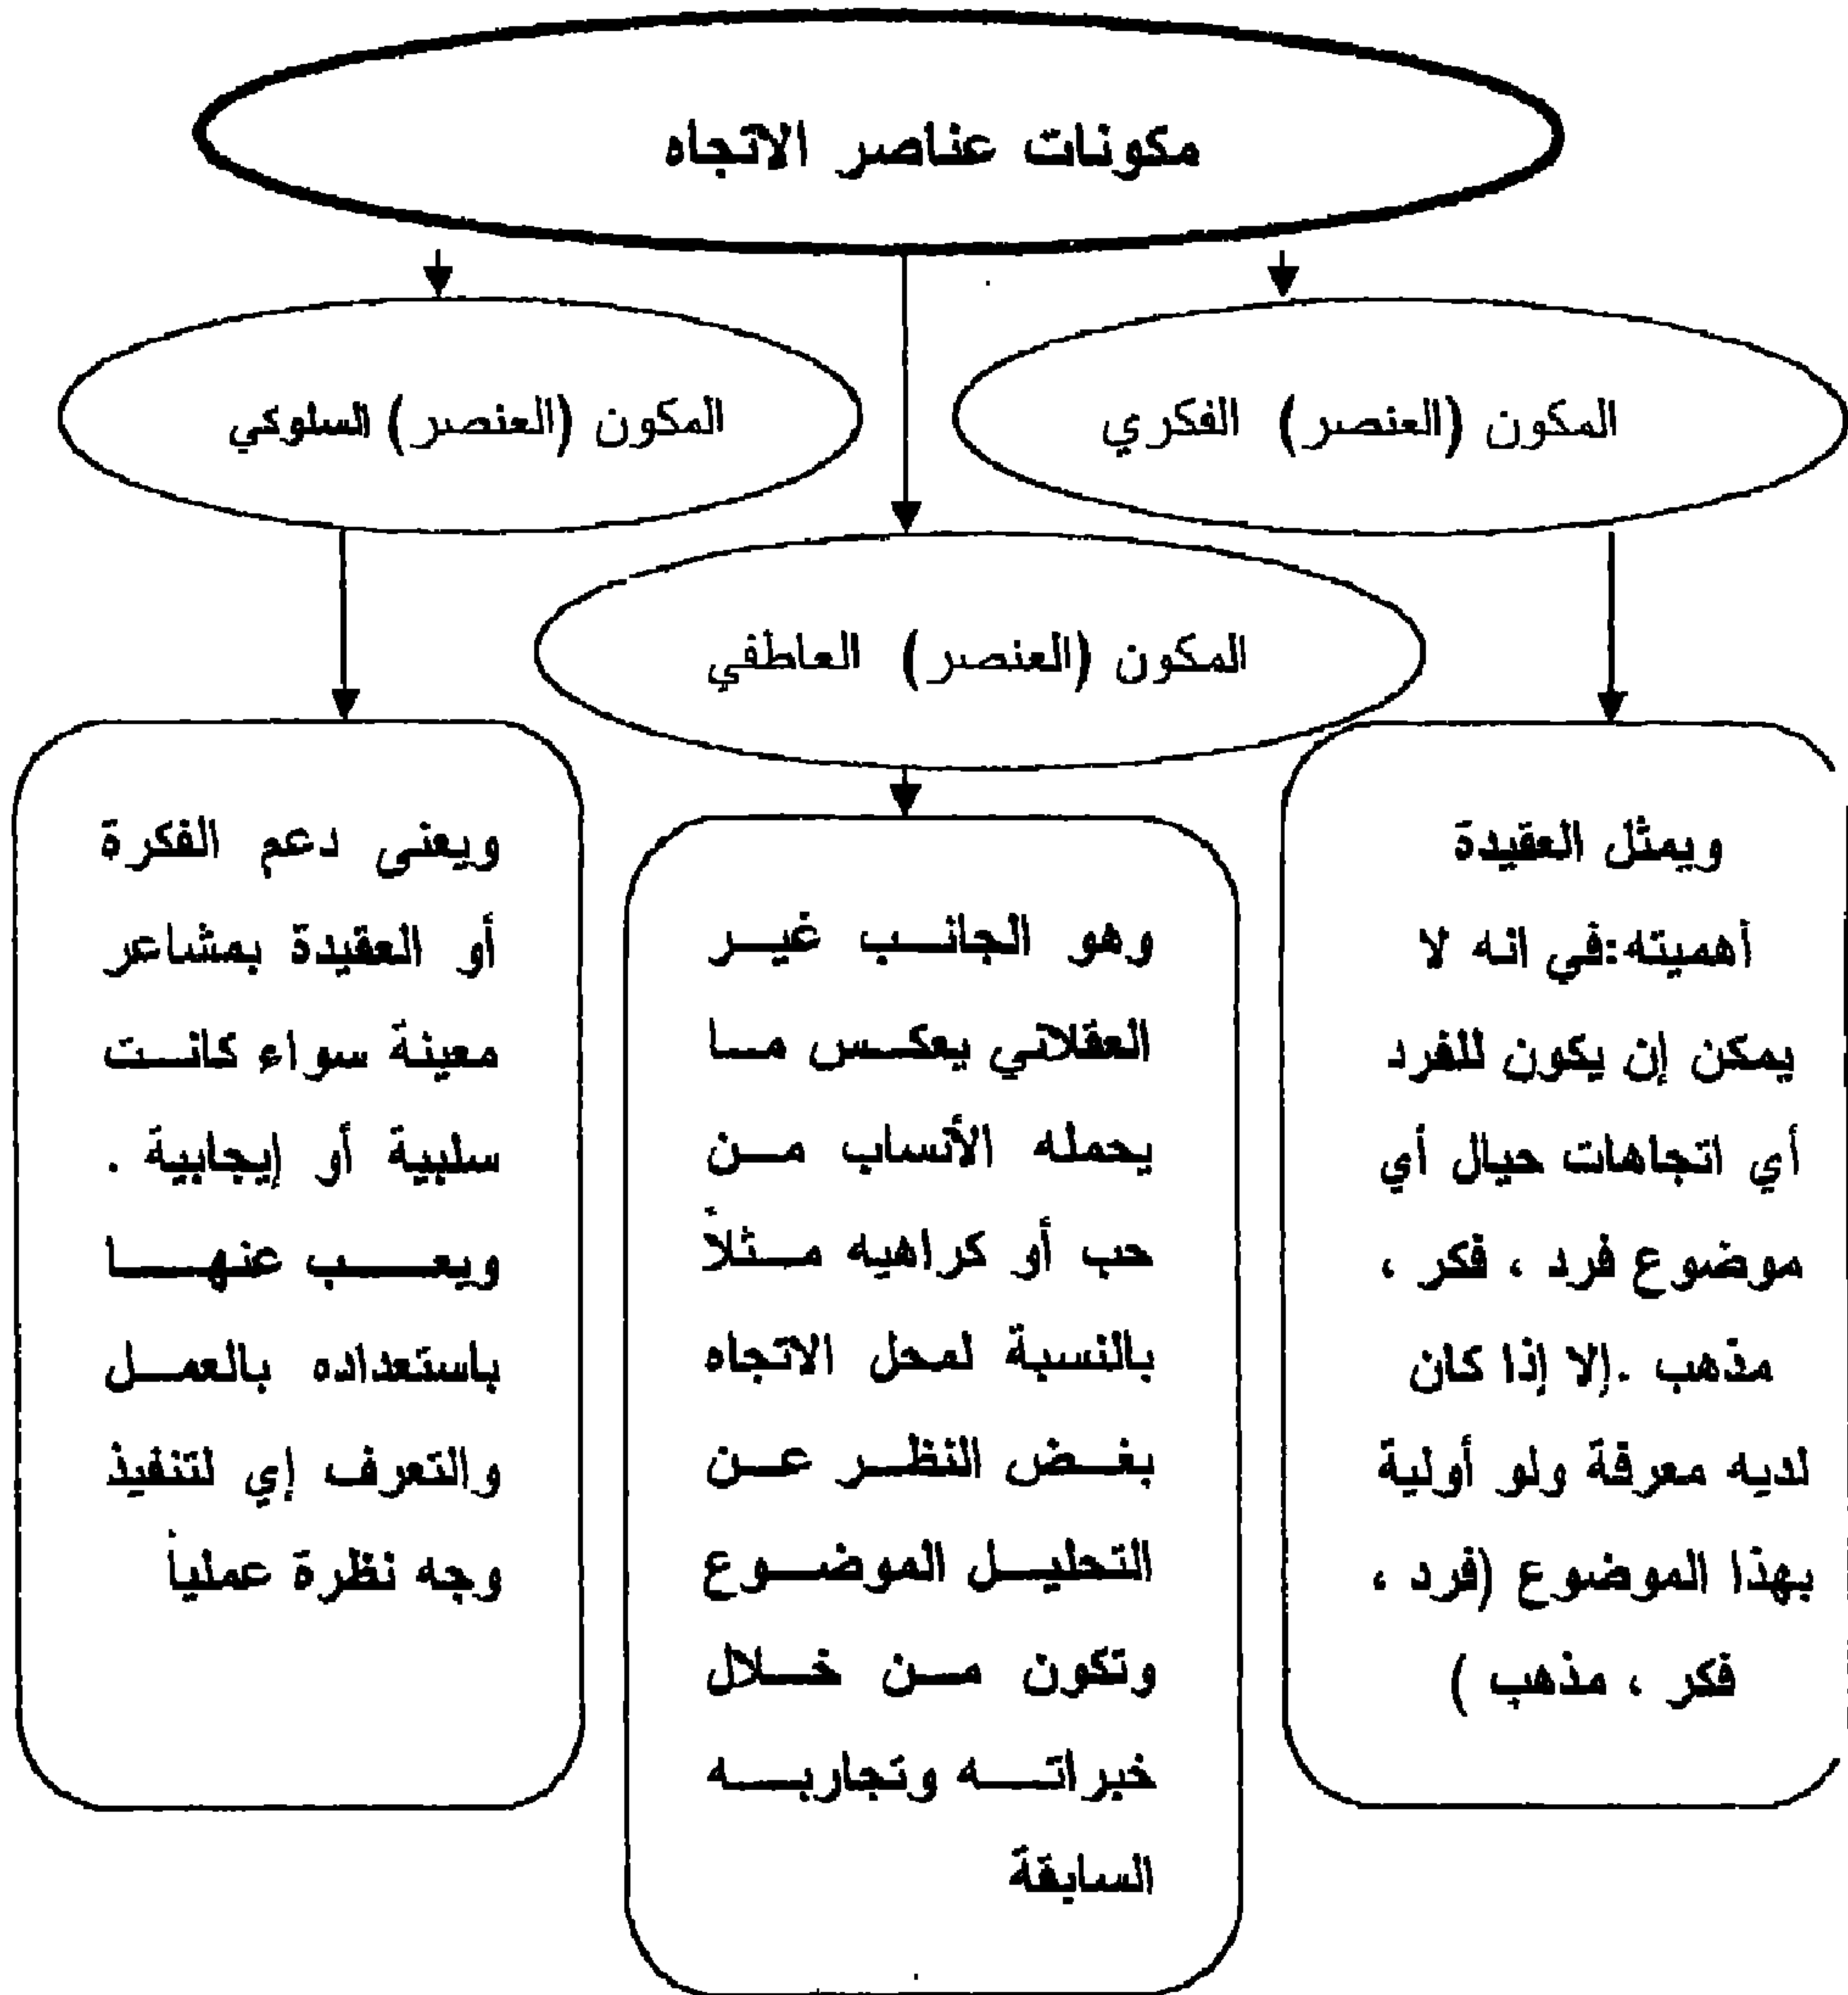 مكونات عناصر الاتجاه
المكون (العنصر) الفكري
المكون (العنصر) السلوكي
المكون (العنصر) العاطفي
ويمثل العقيدة
أهميته:في انه لا
يمكن إن يكون للفرد
أي اتجاهات حيال أي
موضوع فرد ، فكر ،
مذهب .إلا إذا كان
لديه معرفة ولو أولية
بهذا الموضوع (فرد ،
فكر ، مذهب )
وهو الجانب غير
العقلاني يعكس ما
يحمله الأنساب من
حب أو كراهيه مثلاً
بالنسبة لمحل الاتجاه
بغض النظر عن
التحليل الموضوع
وتكون من خلال
خبراته وتجاربه
السابقة
ويعنى دعم الفكرة
أو العقيدة بمشاعر
معينة سواء كانت
سلبية أو إيجابية .
ويعب عنها
باستعداده بالعمل
والتعرف إي لتنفيذ
وجه نظرة عملياً